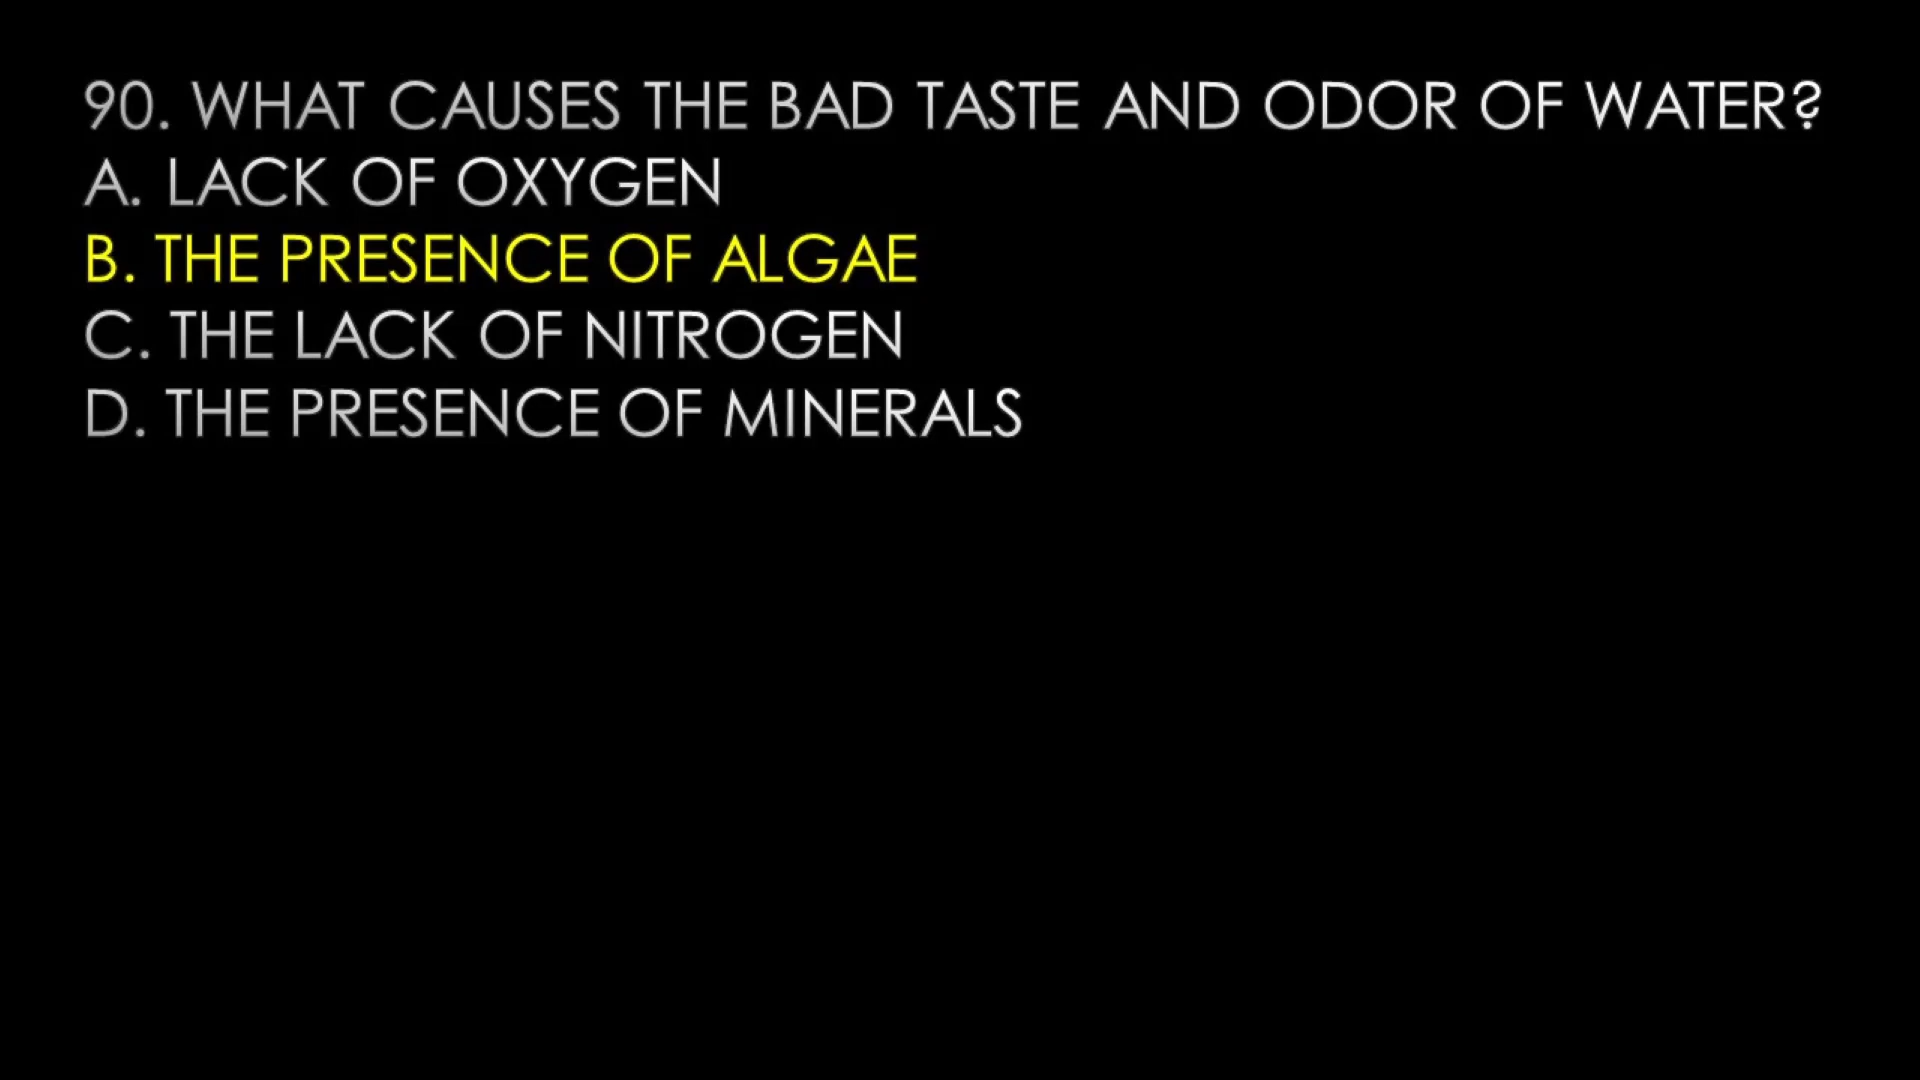 90. WHAT CAUSES THE BAD TASTE AND ODOR OF WATER?
A. LACK OF OXYGEN
B. THE PRESENCE OF ALGAE
C. THE LACK OF NITROGEN
D. THE PRESENCE OF MINERALS